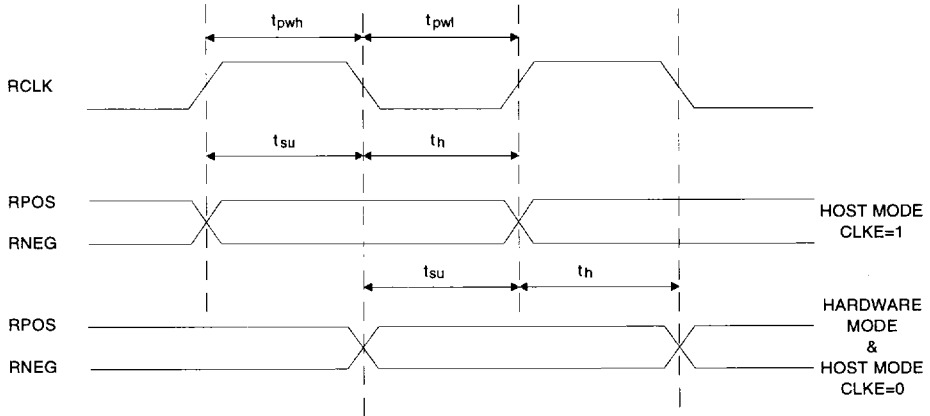 tpwh
tpwl
RCLK
tsu
th
RPOS
RNEG
HOST MODE
CLKE=1
tsu
th
RPOS
RNEG
HARDWARE
MODE
&
HOST MODE
CLKE=0